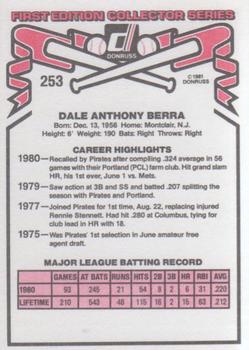 FIRST EDITION COLLECTOR SERIES
DONRUSS
© 1981
DONRUSS
253
DALE ANTHONY BERRA
Born: Dec. 13, 1956 Home: Montclair, N.J.
Height: 6' Weight: 190 Bats: Right Throws: Right
CAREER HIGHLIGHTS
1980—Recalled by Pirates after compiling .324 average in 56
games with their Portland (PCL) farm club. Hit grand slam
HR, his 1st ever, June 1 vs. Mets.
1979—Saw action at 3B and SS and batted .207 splitting the
season with Pirates and Portland.
1977—Joined Pirates for 1st time, Aug. 22, replacing injured
Rennie Stennett. Had hit .280 at Columbus, tying for
club lead in HR with 18.
1975—Was Pirates' 1st selection in June amateur free
agent draft.
MAJOR LEAGUE BATTING RECORD
GAMES AT BATS RUNS HITS 2B 3B HR RBI AVG
1980 93 245 21 54 8 2 6 31 .220
LIFETIME 210 543 48 115 16 2 15 63 .212